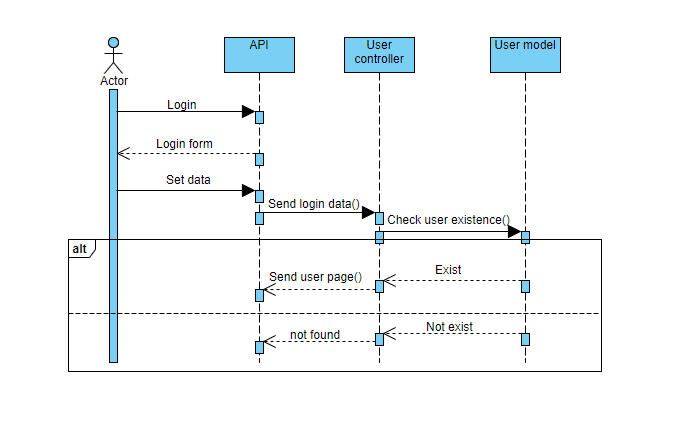 API
User
controller
User model
Actor
Login
Login form
Set data
Send login data()
Check user existence()
alt
Exist
Send user page()
Not exist
not found